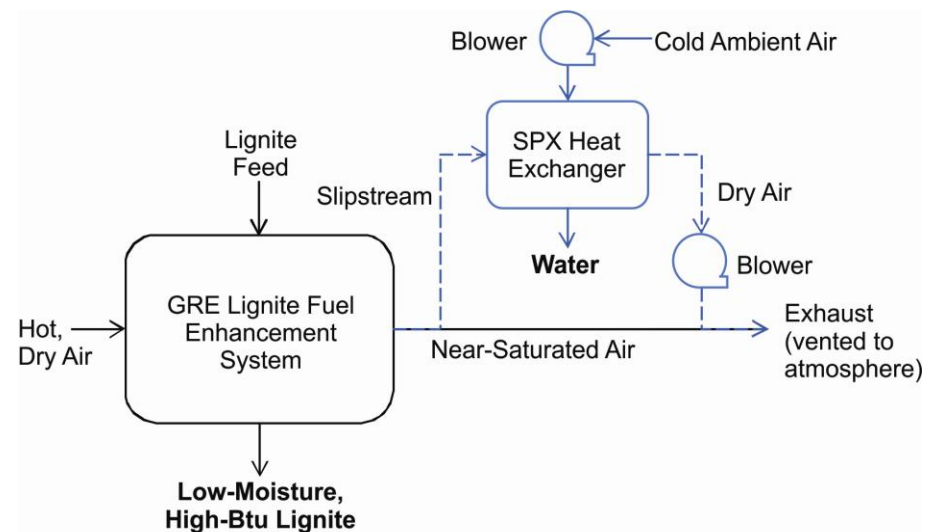 Blower
Cold Ambient Air
Lignite
Feed
SPX Heat
Exchanger
Slipstream
Dry Air
Water
Blower
GRE Lignite Fuel
Enhancement
System
Hot,
Dry Air
Near-Saturated Air
Exhaust
(vented to
atmosphere)
Low-Moisture,
High-Btu Lignite